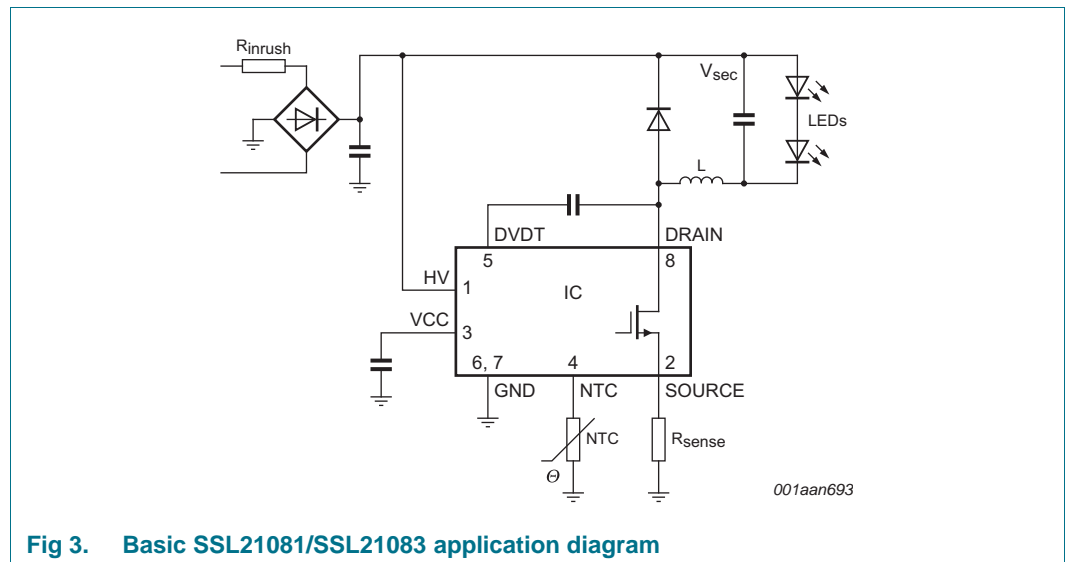 Rinrush
Vsec
LEDs
L
DVDT
DRAIN
5
8
HV
1
IC
VCC
3
6, 7
4
2
GND
NTC
SOURCE
NTC
Rsense
Θ
001aan693
Fig 3. Basic SSL21081/SSL21083 application diagram